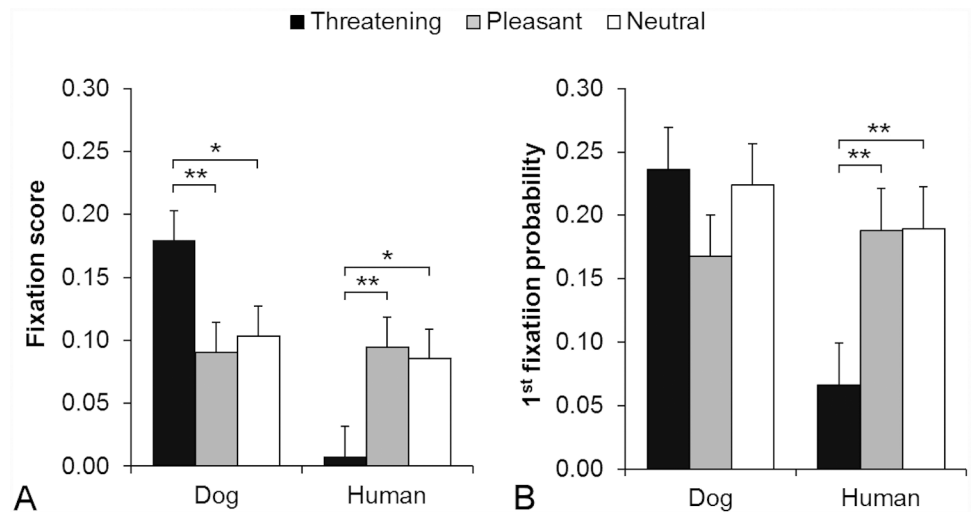 Threatening Pleasant Neutral
Fixation score
0.30
0.25
0.20
0.15
0.10
0.05
0.00
*
**
*
**
Dog Human
A
1st fixatiion probability
0.30
0.25
0.20
0.15
0.10
0.05
0.00
**
**
Dog Human
B